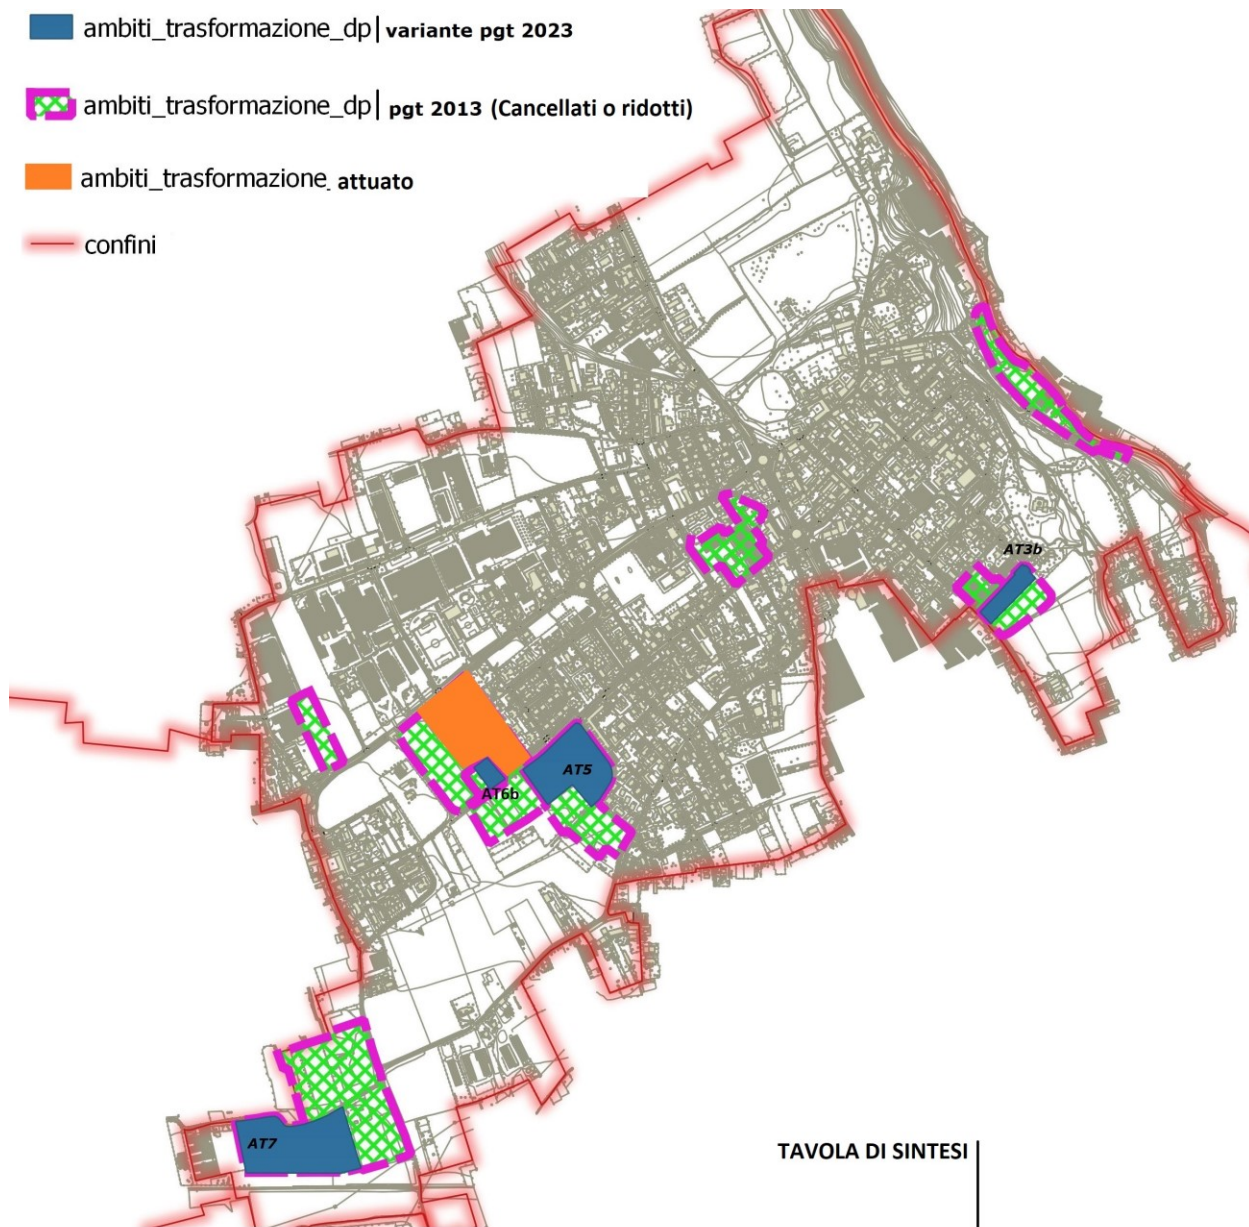 ambiti_trasformazione_dp| variante pgt 2023
ambiti_trasformazione_dp| pgt 2013 (Cancellati o ridotti)
ambiti_trasformazione_ attuato
confini
AT3b
AT5
AT6b
AT7
TAVOLA DI SINTESI